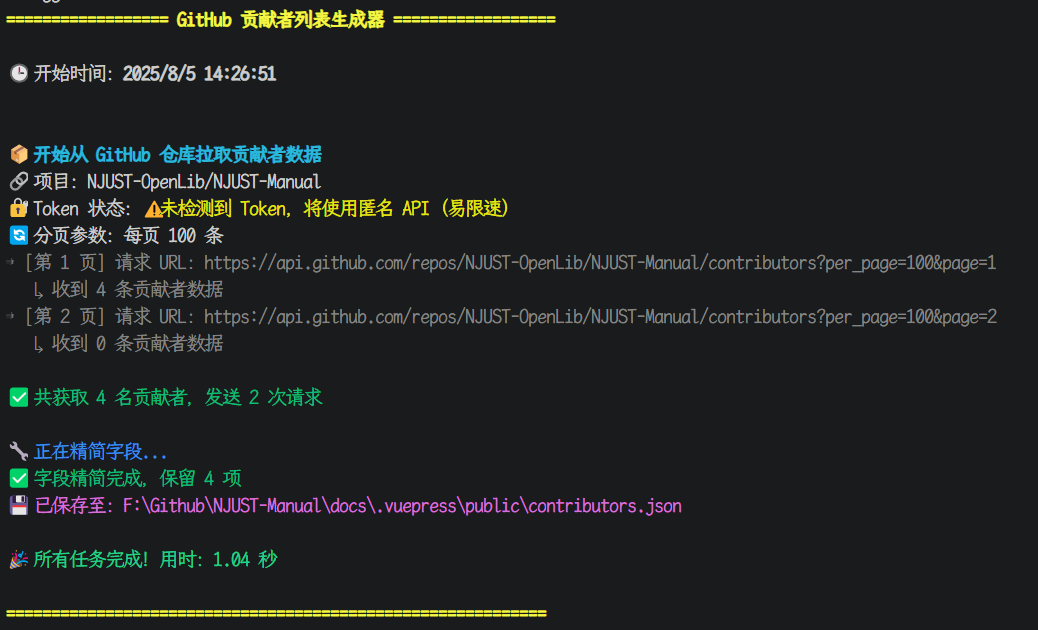 ================== GitHub 贡献者列表生成器 ==================
🕒 开始时间: 2025/8/5 14:26:51
📦 开始从 GitHub 仓库拉取贡献者数据
🔗 项目: NJUST-OpenLib/NJUST-Manual
🔐 Token 状态: ⚠️未检测到 Token, 将使用匿名 API (易限速)
🔄 分页参数: 每页 100 条
→ [第 1 页] 请求 URL: https://api.github.com/repos/NJUST-OpenLib/NJUST-Manual/contributors?per_page=100&page=1
↳ 收到 4 条贡献者数据
→ [第 2 页] 请求 URL: https://api.github.com/repos/NJUST-OpenLib/NJUST-Manual/contributors?per_page=100&page=2
↳ 收到 0 条贡献者数据
✅ 共获取 4 名贡献者, 发送 2 次请求
🔧 正在精简字段...
✅ 字段精简完成, 保留 4 项
💾 已保存至: F:\Github\NJUST-Manual\docs\.vuepress\public\contributors.json
🎉 所有任务完成! 用时: 1.04 秒
============================================================